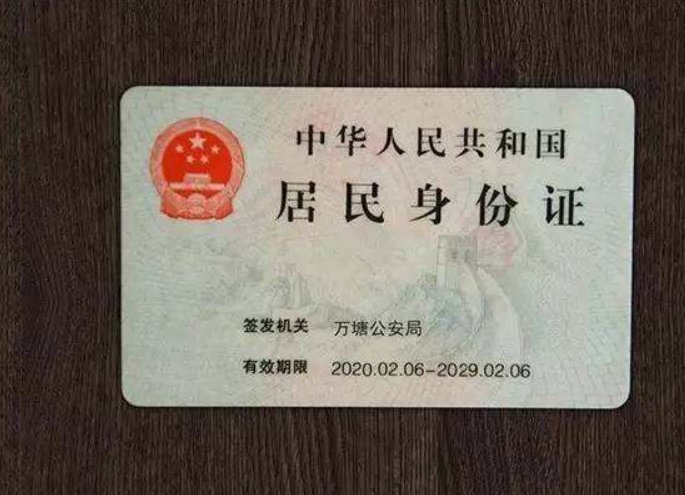 中华人民共和国
居民身份证
签发机关 万塘公安局
有效期限 2020.02.06-2029.02.06